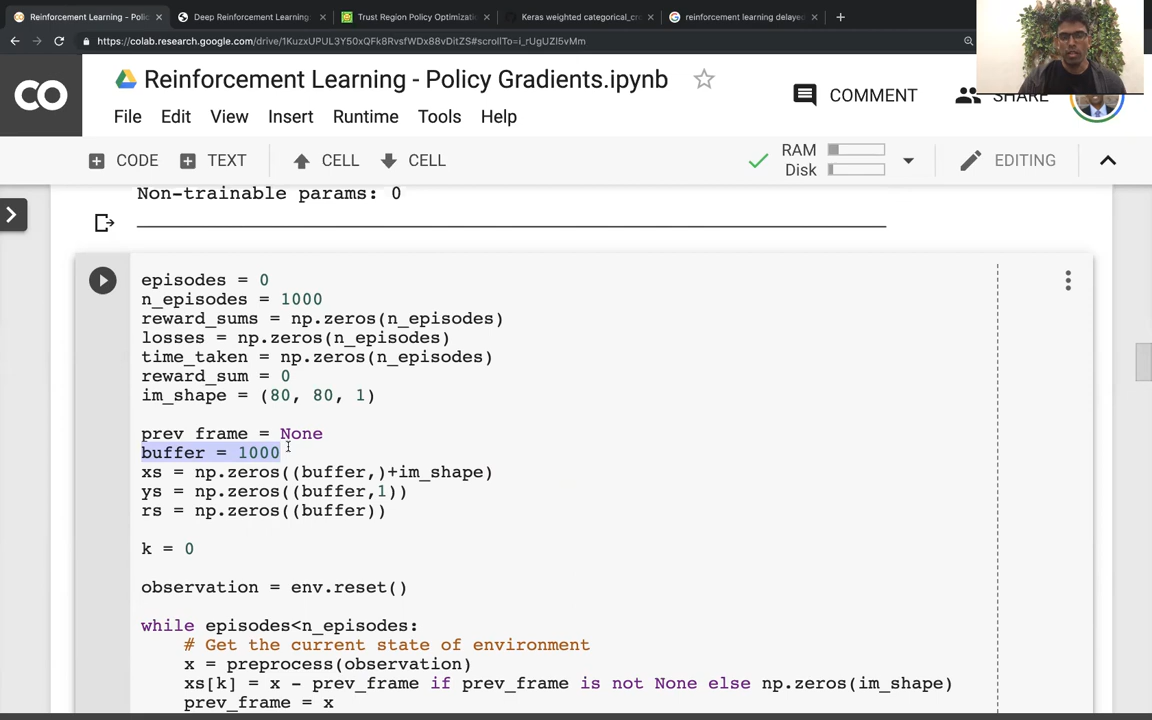 Reinforcement Learning - Polic
Deep Reinforcement Learning:
Trust Region Policy Optimizatio
Keras weighted categorical_cro
reinforcement learning delayed
https://colab.research.google.com/drive/1KuzxUPUL3Y50xQFk8RvsfWDx88vDitZS#scrollTo=i_rUgUZl5vMm
CO
Reinforcement Learning - Policy Gradients.ipynb
COMMENT
SHARE
File Edit View Insert Runtime Tools Help
CODE TEXT CELL CELL
RAM
Disk
EDITING
Non-trainable params: 0
episodes = 0
n_episodes = 1000
reward_sums = np.zeros(n_episodes)
losses = np.zeros(n_episodes)
time_taken = np.zeros(n_episodes)
reward_sum = 0
im_shape = (80, 80, 1)
prev_frame = None
buffer = 1000
xs = np.zeros((buffer,)+im_shape)
ys = np.zeros((buffer,1))
rs = np.zeros((buffer))
k = 0
observation = env.reset()
while episodes<n_episodes:
# Get the current state of environment
x = preprocess(observation)
xs[k] = x - prev_frame if prev_frame is not None else np.zeros(im_shape)
prev_frame = x